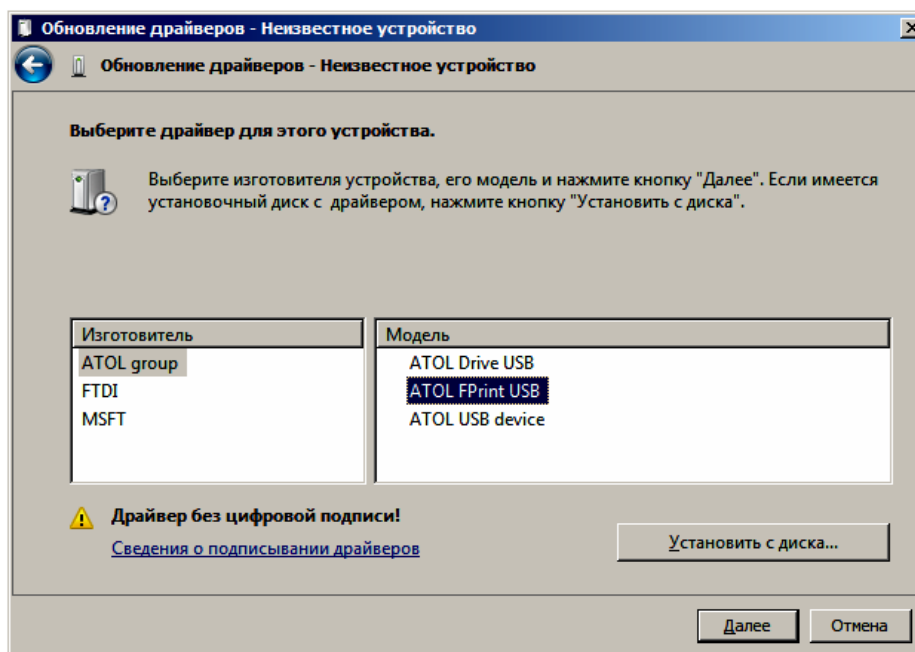 Обновление драйверов - Неизвестное устройство
Обновление драйверов - Неизвестное устройство
Выберите драйвер для этого устройства.
Выберите изготовителя устройства, его модель и нажмите кнопку "Далее". Если имеется
установочный диск с драйвером, нажмите кнопку "Установить с диска".
Изготовитель
ATOL group
FTDI
MSFT
Модель
ATOL Drive USB
ATOL FPrint USB
ATOL USB device
Драйвер без цифровой подписи!
Сведения о подписывании драйверов
Установить с диска...
Далее
Отмена